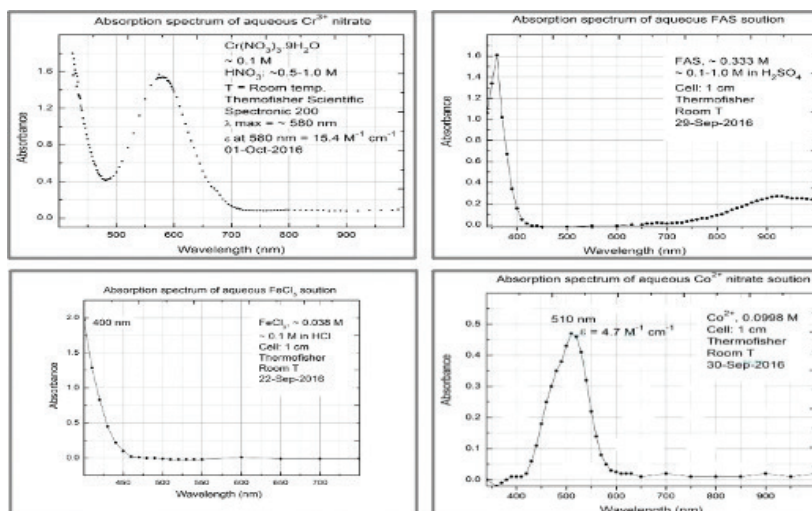 Absorption spectrum of aqueous Cr3+ nitrate
Cr(NO3)3.9H2O
~ 0.1 M
HNO3: ~0.5-1.0 M
T = Room temp.
Thermofisher Scientific
Spectronic 200
λ max = ~ 580 nm
ε at 580 nm = 15.4 M-1 cm-1
01-Oct-2016
Absorbance
1.6
1.2
0.8
0.4
0.0
500 600 700 800 900
Wavelength (nm)
Absorption spectrum of aqueous FAS soution
FAS, ~ 0.333 M
~ 0.1-1.0 M in H2SO4
Cell: 1 cm
Thermofisher
Room T
29-Sep-2016
Absorbance
1.6
1.2
0.8
0.4
0.0
400 500 600 700 800 900
Wavelength (nm)
Absorption spectrum of aqueous FeCl3 soution
400 nm
FeCl3, ~ 0.038 M
~ 0.1 M in HCl
Cell: 1 cm
Thermofisher
Room T
22-Sep-2016
Absorbance
2.0
1.5
1.0
0.5
0.0
450 500 550 600 650 700
Wavelength (nm)
Absorption spectrum of aqueous Co2+ nitrate soution
510 nm
ε = 4.7 M-1 cm-1
Co2+, 0.0998 M
Cell: 1 cm
Thermofisher
Room T
30-Sep-2016
Absorbance
0.5
0.4
0.3
0.2
0.1
0.0
400 500 600 700 800 900
Wavelength (nm)